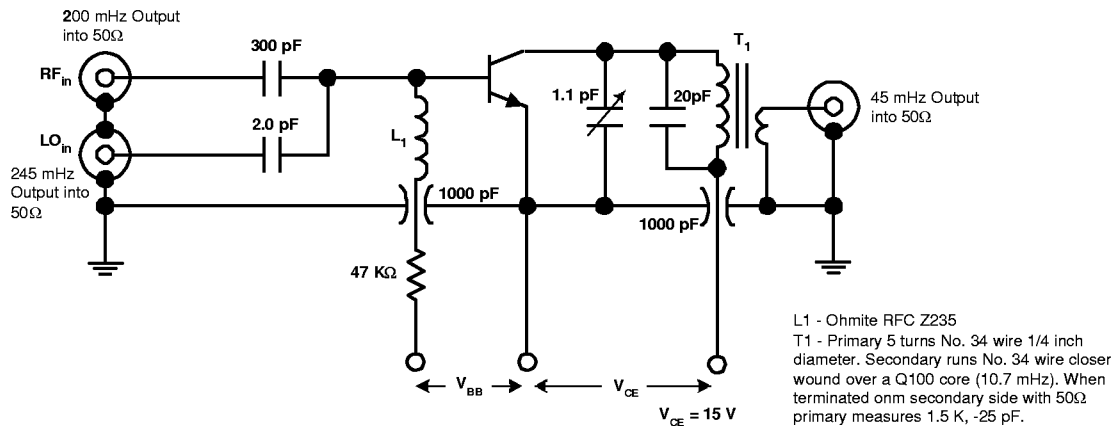 200 mHz Output
into 50Ω
RF in
300 pF
LO in
2.0 pF
245 mHz
Output into
50Ω
L1
1000 pF
47 KΩ
1.1 pF
20pF
T1
45 mHz Output
into 50Ω
1000 pF
VBB
VCE
VCE = 15 V
L1 - Ohmite RFC Z235
T1 - Primary 5 turns No. 34 wire 1/4 inch
diameter. Secondary runs No. 34 wire closer
wound over a Q100 core (10.7 mHz). When
terminated onm secondary side with 50Ω
primary measures 1.5 K, -25 pF.